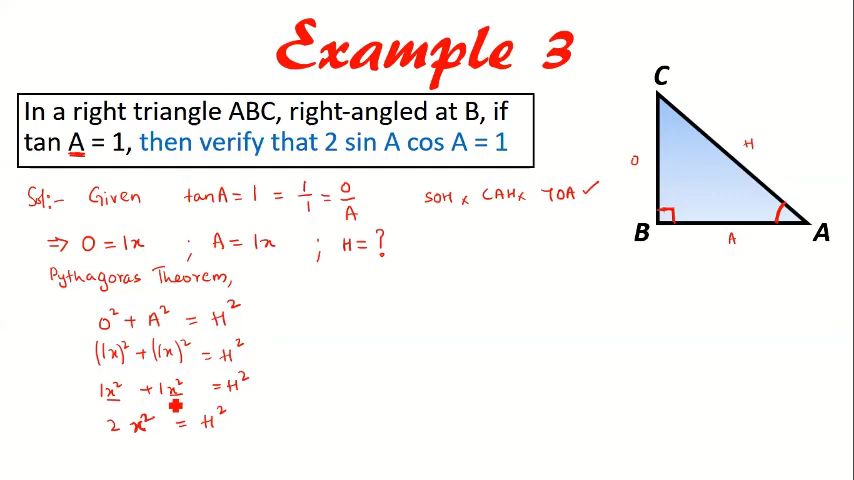 Example 3
In a right triangle ABC, right-angled at B, if
tan A = 1, then verify that 2 sin A cos A = 1
Sol:- Given tanA = 1 = 1/1 = O/A SOH x CAH x TOA ✓
⇒ O = 1x ; A = 1x ; H = ?
Pythagoras Theorem,
O² + A² = H²
(1x)² + (1x)² = H²
1x² + 1x² = H²
2 x² = H²
C
O
H
B
A
A